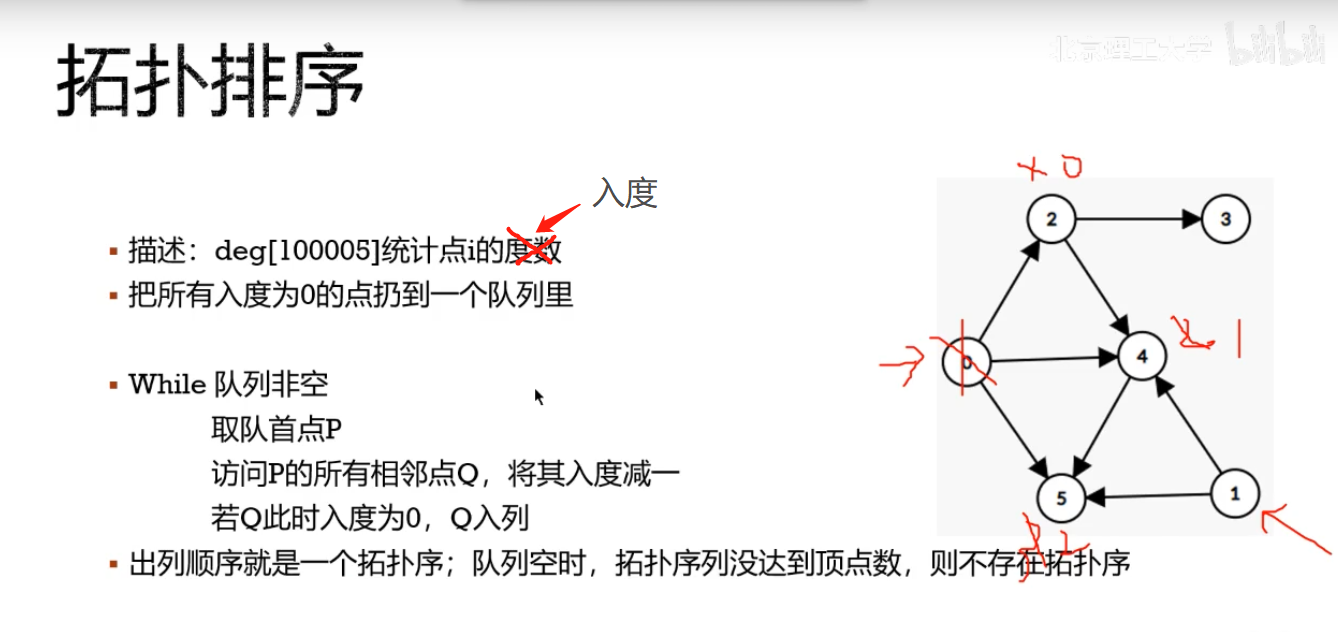 北京理工大学 bilibili
拓扑排序
入度
描述：deg[100005]统计点i的度数
把所有入度为0的点扔到一个队列里
While 队列非空
取队首点P
访问P的所有相邻点Q，将其入度减一
若Q此时入度为0，Q入列
出列顺序就是一个拓扑序；队列空时，拓扑序列没达到顶点数，则不存在拓扑序
0
2
3
0
4
1
5
1
2